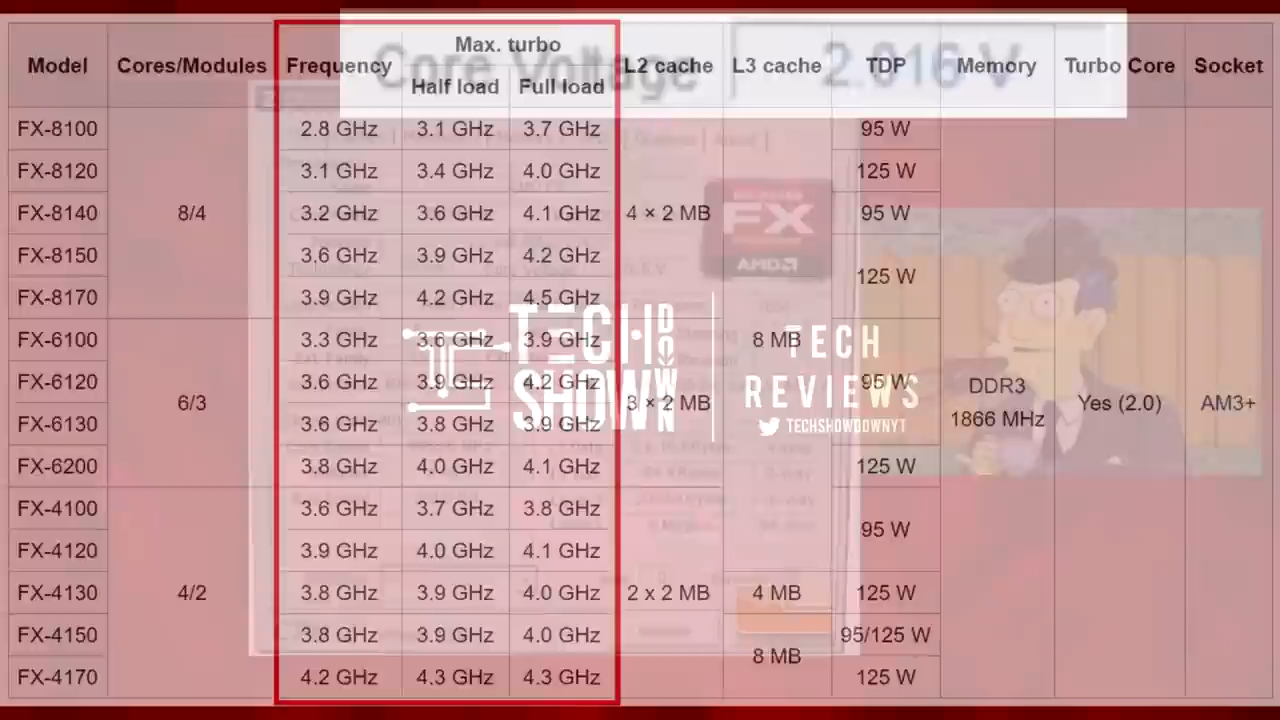 Core Voltage 2.016 V
Model Cores/Modules Frequency Max. turbo L2 cache L3 cache TDP Memory Turbo Core Socket
Half load Full load
FX-8100 2.8 GHz 3.1 GHz 3.7 GHz 95 W
FX-8120 3.1 GHz 3.4 GHz 4.0 GHz 125 W
FX-8140 8/4 3.2 GHz 3.6 GHz 4.1 GHz 4 × 2 MB 95 W
FX-8150 3.6 GHz 3.9 GHz 4.2 GHz 125 W
FX-8170 3.9 GHz 4.2 GHz 4.5 GHz
FX-6100 3.3 GHz 3.6 GHz 3.9 GHz 8 MB
FX-6120 6/3 3.6 GHz 3.9 GHz 4.2 GHz 3 × 2 MB 95 W DDR3 1866 MHz Yes (2.0) AM3+
FX-6130 3.6 GHz 3.8 GHz 3.9 GHz
FX-6200 3.8 GHz 4.0 GHz 4.1 GHz 125 W
FX-4100 3.6 GHz 3.7 GHz 3.8 GHz 95 W
FX-4120 3.9 GHz 4.0 GHz 4.1 GHz
FX-4130 4/2 3.8 GHz 3.9 GHz 4.0 GHz 2 x 2 MB 4 MB 125 W
FX-4150 3.8 GHz 3.9 GHz 4.0 GHz 8 MB 95/125 W
FX-4170 4.2 GHz 4.3 GHz 4.3 GHz 125 W
FX
AMD
TECH SHOWDOWN
TECH
REVIEWS
TECHSHOWDOWNYT